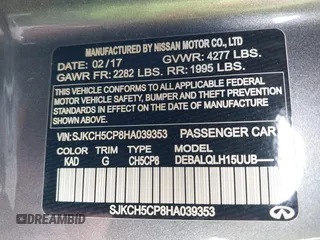 MANUFACTURED BY NISSAN MOTOR CO., LTD
DATE: 02/17 GVWR: 4277 LBS.
GAWR FR: 2282 LBS. RR: 1995 LBS.
THIS VEHICLE CONFORMS TO ALL APPLICABLE
FEDERAL MOTOR VEHICLE SAFETY, BUMPER,
AND THEFT PREVENTION STANDARDS IN EFFECT
ON THE DATE OF MANUFACTURE SHOWN ABOVE.
VIN: SJKCH5CP8HA039353 PASSENGER CAR
COLOR TRIM TYPE MODEL
KAD G CH5CP8 DEBALQLH15UUB
SJKCH5CP8HA039353
DREAMBID